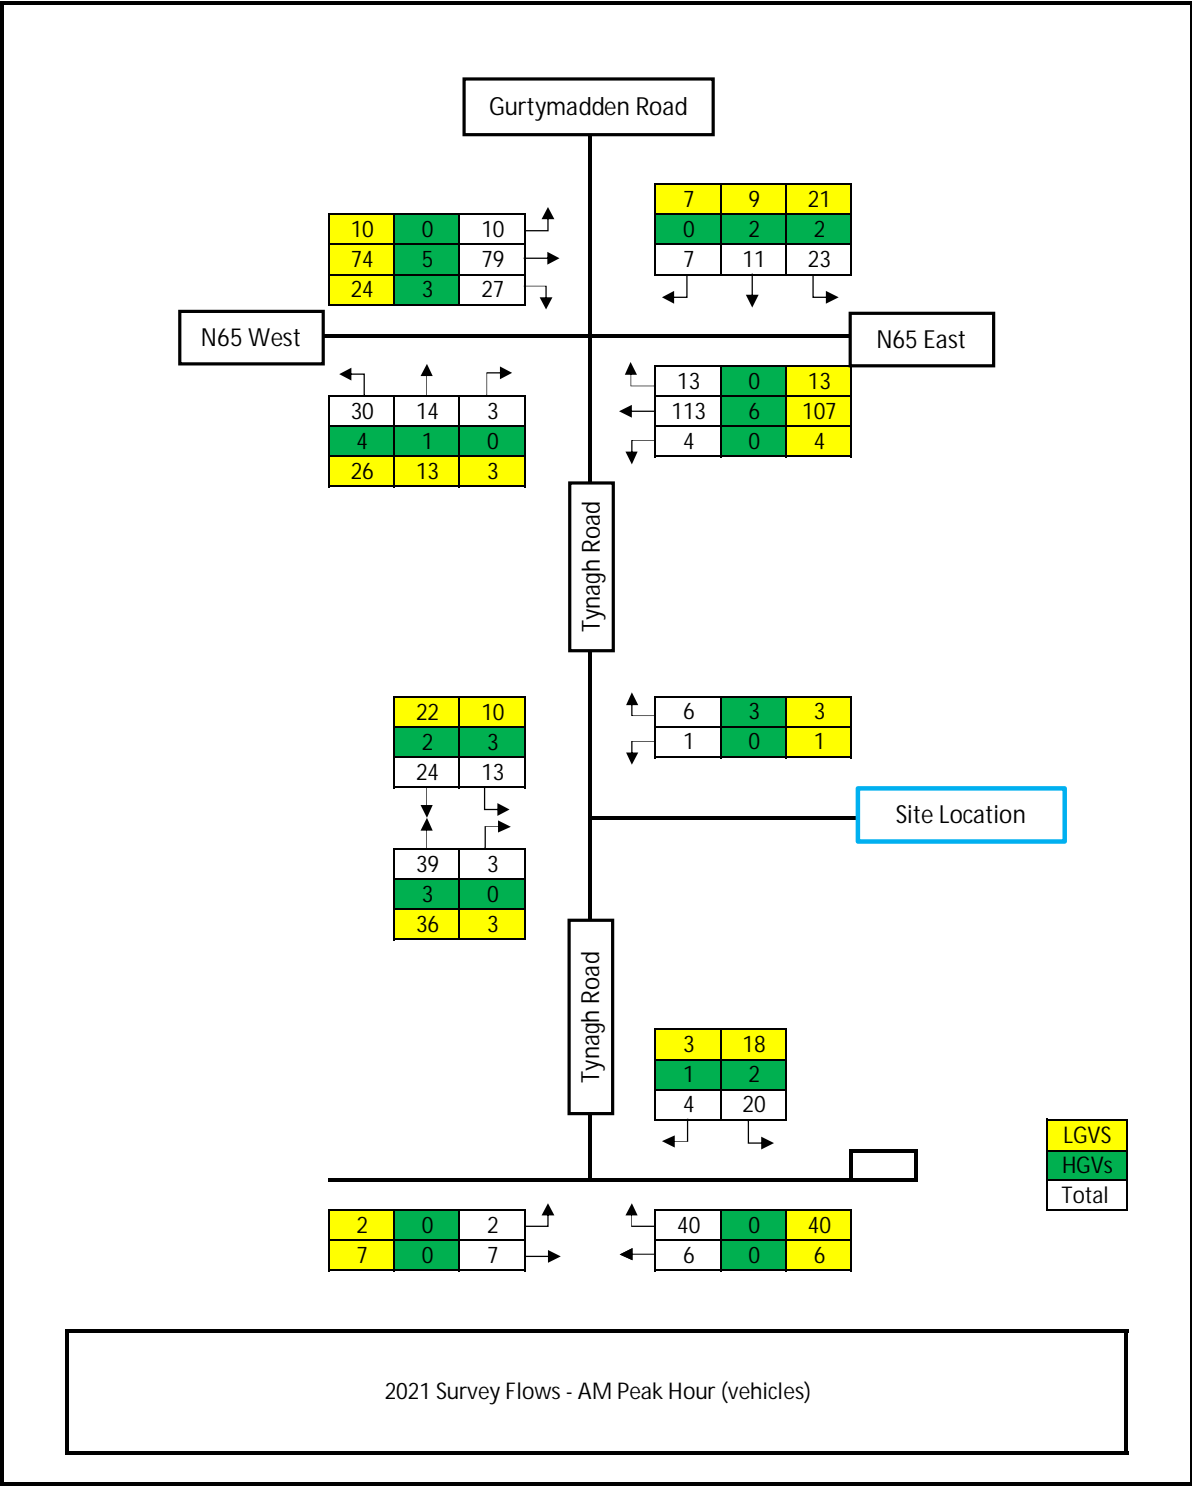 Gurtymadden Road
7 9 21
0 2 2
7 11 23
10 0 10
74 5 79
24 3 27
N65 West
N65 East
30 14 3
4 1 0
26 13 3
13 0 13
113 6 107
4 0 4
Tynagh Road
22 10
2 3
24 13
6 3 3
1 0 1
Site Location
39 3
3 0
36 3
Tynagh Road
3 18
1 2
4 20
LGVS
HGVs
Total
2 0 2
7 0 7
40 0 40
6 0 6
2021 Survey Flows - AM Peak Hour (vehicles)